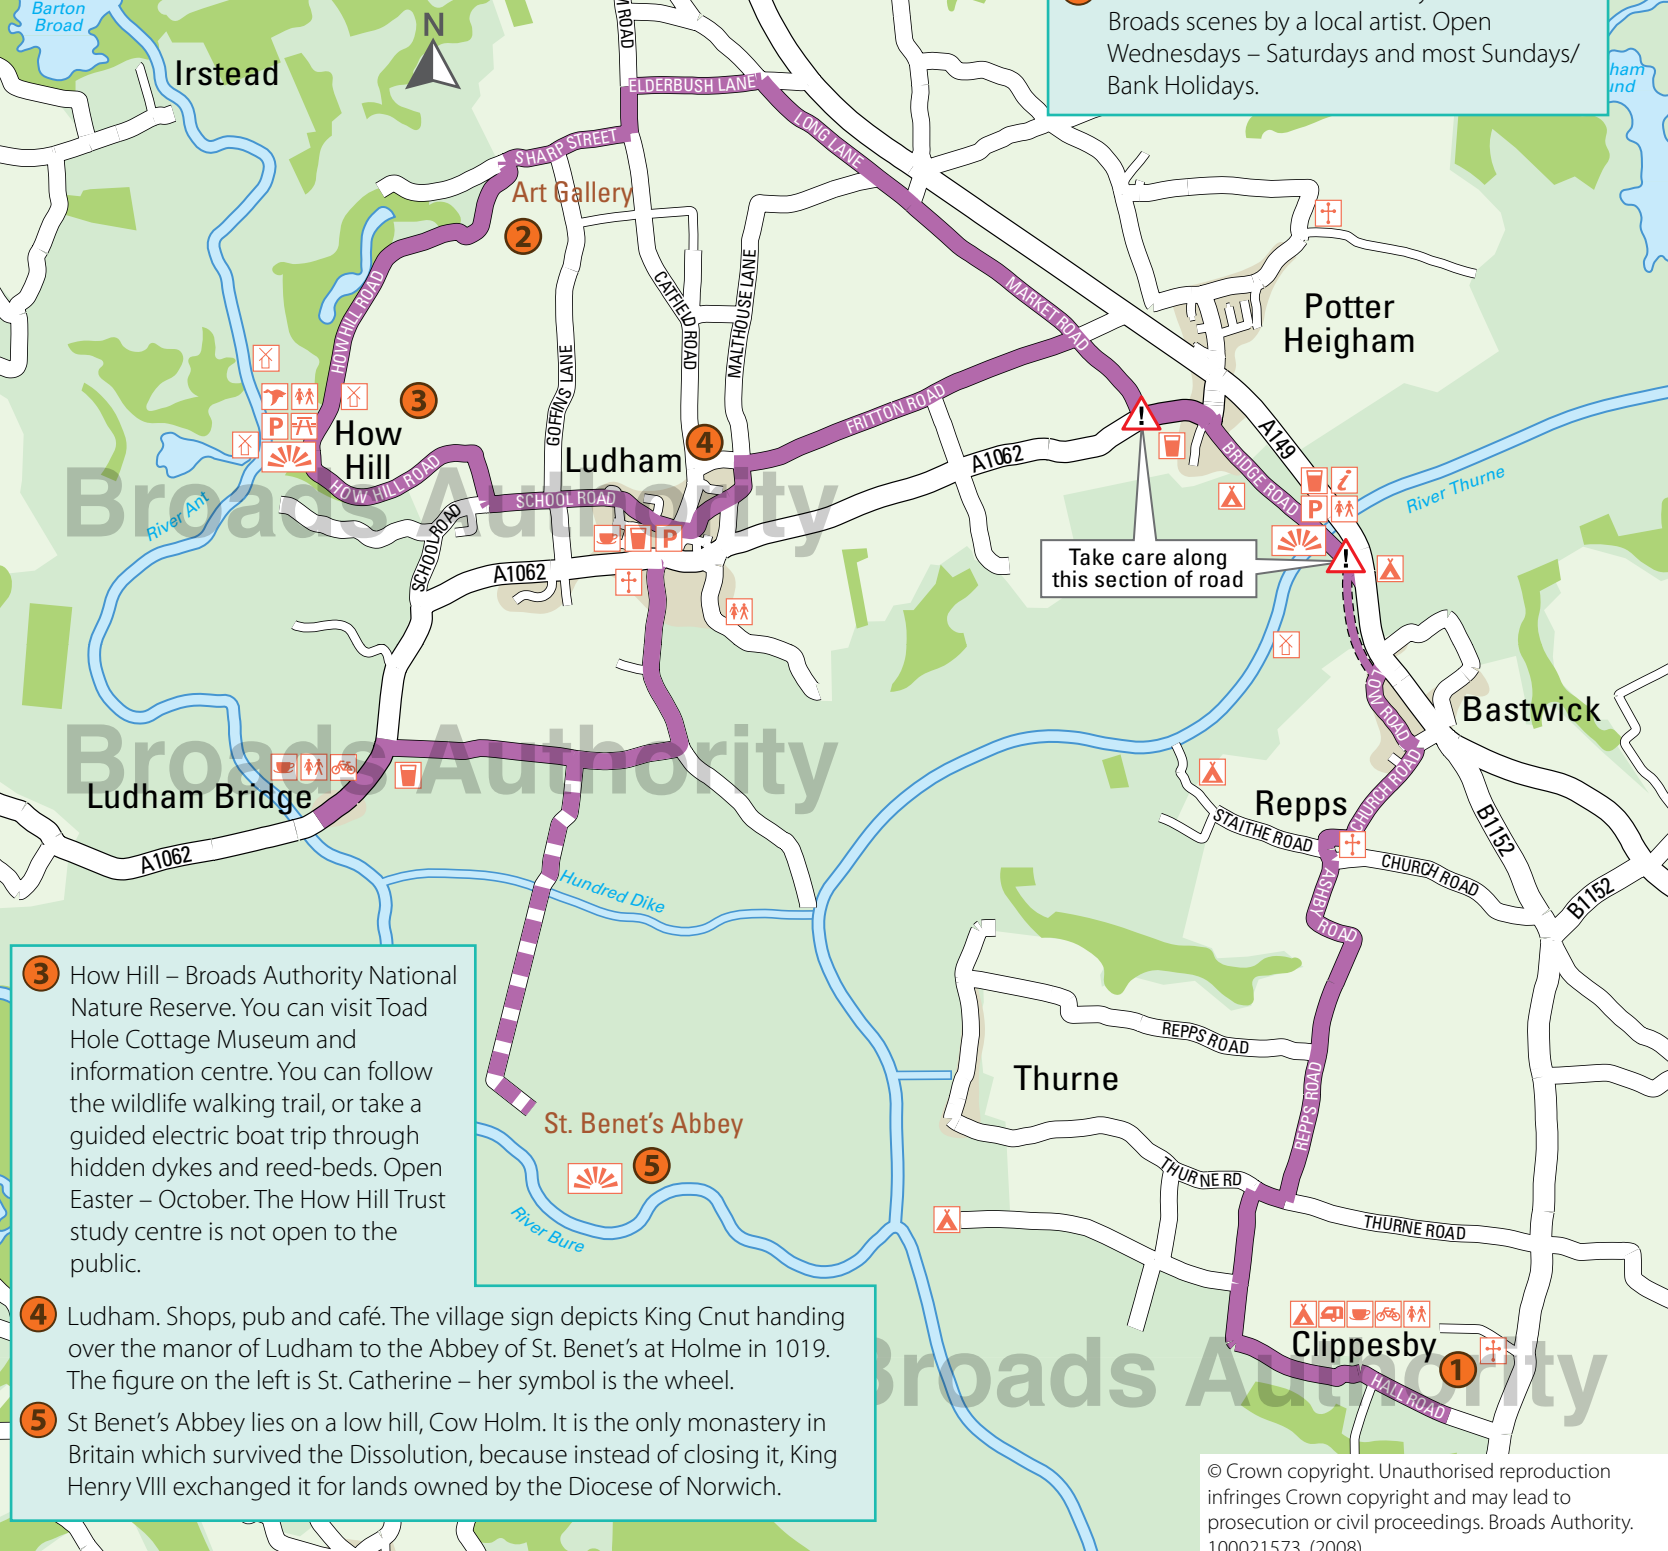 Barton
Broad
Irstead
N
Broads scenes by a local artist. Open
Wednesdays – Saturdays and most Sundays/
Bank Holidays.
ROAD
ELDERBUSH LANE
LONG LANE
SHARP STREET
Art Gallery
2
HOW HILL ROAD
CATFIELD ROAD
MALTHOUSE LANE
GOFFINS LANE
MARKET ROAD
Potter
Heigham
3
How
Hill
P
HOW HILL ROAD
4
Ludham
FRITTON ROAD
A1062
A149
BRIDGE ROAD
River Thurne
P
i
River Ant
SCHOOL ROAD
SCHOOL ROAD
P
A1062
Broads Authority
Take care along
this section of road
!
!
LOW ROAD
Bastwick
Broads Authority
Ludham Bridge
A1062
Repps
CHURCH ROAD
STAITHE ROAD
CHURCH ROAD
B1152
B1152
ASHBY
ROAD
Hundred Dike
REPPS ROAD
Thurne
REPPS ROAD
St. Benet's Abbey
5
River Bure
THURNE RD
THURNE ROAD
Clippesby
1
HALL ROAD
Broads Authority
3 How Hill – Broads Authority National
Nature Reserve. You can visit Toad
Hole Cottage Museum and
information centre. You can follow
the wildlife walking trail, or take a
guided electric boat trip through
hidden dykes and reed-beds. Open
Easter – October. The How Hill Trust
study centre is not open to the
public.
4 Ludham. Shops, pub and café. The village sign depicts King Cnut handing
over the manor of Ludham to the Abbey of St. Benet's at Holme in 1019.
The figure on the left is St. Catherine – her symbol is the wheel.
5 St Benet's Abbey lies on a low hill, Cow Holm. It is the only monastery in
Britain which survived the Dissolution, because instead of closing it, King
Henry VIII exchanged it for lands owned by the Diocese of Norwich.
© Crown copyright. Unauthorised reproduction
infringes Crown copyright and may lead to
prosecution or civil proceedings. Broads Authority.
100021573. (2008)